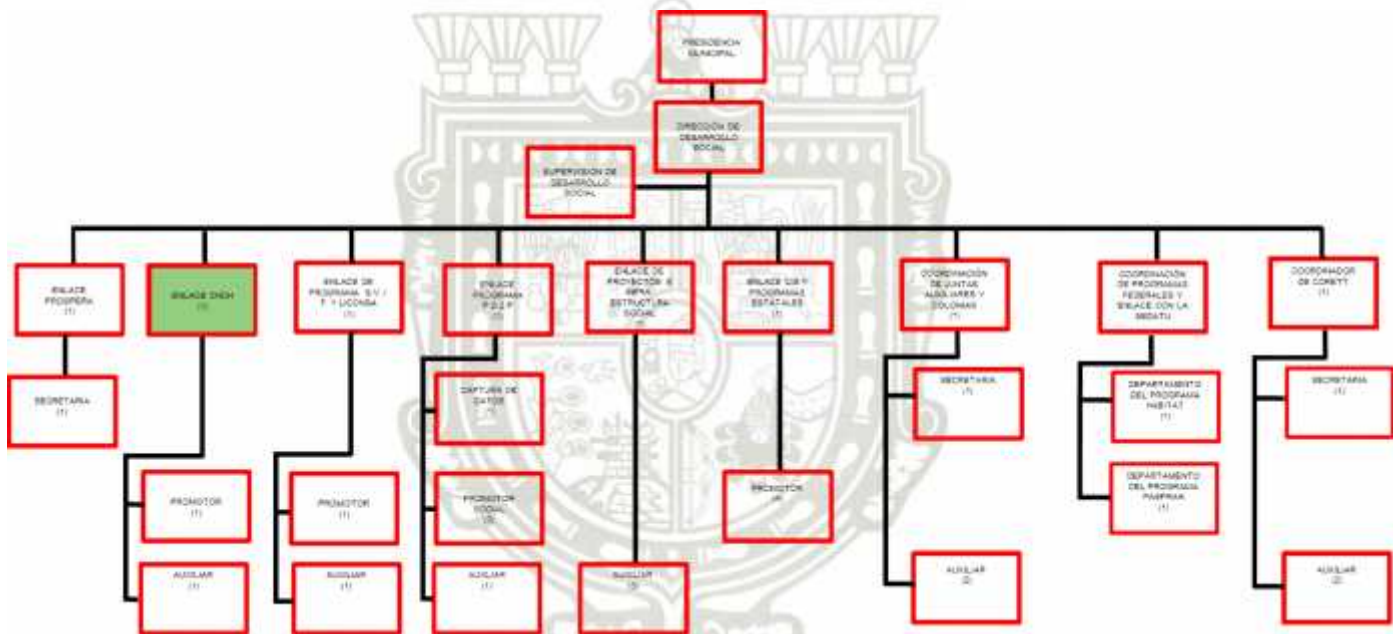 PRESIDENCIA
MUNICIPAL
DIRECCIÓN DE
DESARROLLO
SOCIAL
SUPERVISIÓN DE
DESARROLLO
SOCIAL
ENLACE
PROSPERA
(1)
ENLACE
ENLACE DE
PROGRAMA
Y LICONSA
(1)
ENLACE
PROGRAMA
ENLACE DE
PROYECTOS
ESTRUCTURA
SOCIAL
ENLACE
PROGRAMAS
ESTATALES
(1)
COORDINACIÓN
DE JUNTAS
AUXILIARES Y
COLONIAS
(1)
COORDINACIÓN
DE PROGRAMAS
FEDERALES Y
ENLACE CON LA
SEDATU
COORDINADOR
DE
(1)
SECRETARIA
(1)
CAPTURA DE
DATOS
SECRETARIA
(1)
DEPARTAMENTO
DEL PROGRAMA
HABITAT
(1)
SECRETARIA
(1)
PROMOTOR
(1)
PROMOTOR
(1)
PROMOTOR
SOCIAL
PROMOTOR
DEPARTAMENTO
DEL PROGRAMA
(1)
AUXILIAR
(1)
AUXILIAR
(1)
AUXILIAR
(1)
AUXILIAR
AUXILIAR
(2)
AUXILIAR
(2)